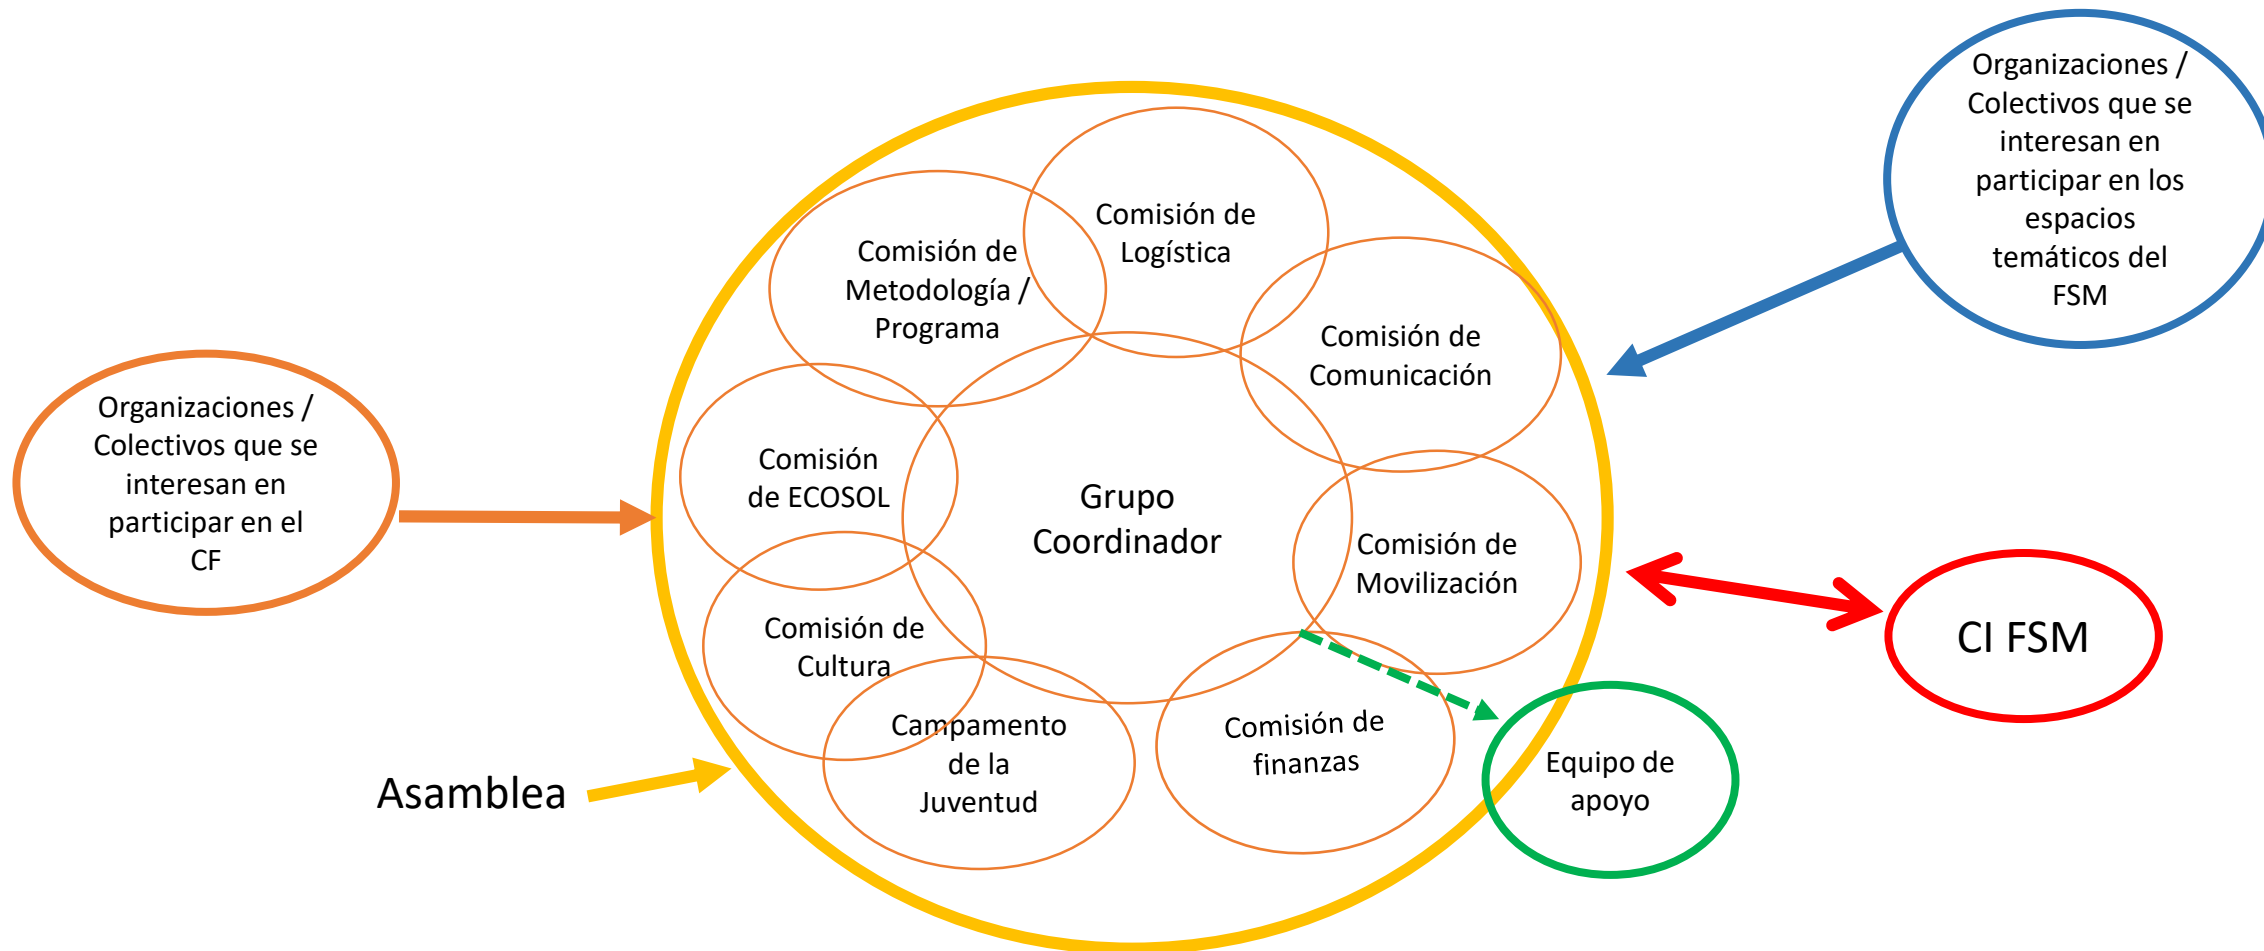 Organizaciones /
Colectivos que se
interesan en
participar en los
espacios
temáticos del
FSM
Comisión de
Logística
Comisión de
Metodología /
Programa
Comisión de
Comunicación
Organizaciones /
Colectivos que se
interesan en
participar en el
CF
Comisión
de ECOSOL
Grupo
Coordinador
Comisión de
Movilización
CI FSM
Comisión de
Cultura
Campamento
de la
Juventud
Comisión de
finanzas
Equipo de
apoyo
Asamblea